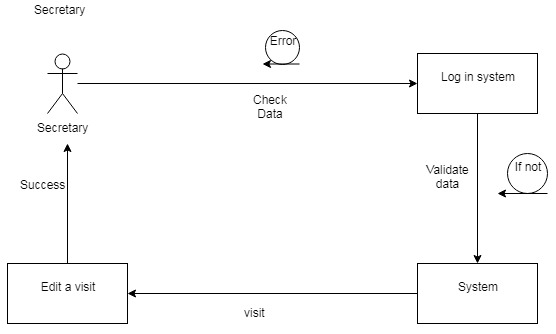 Secretary
Error
Log in system
Check
Data
Secretary
Validate
data
If not
Success
Edit a visit
System
visit